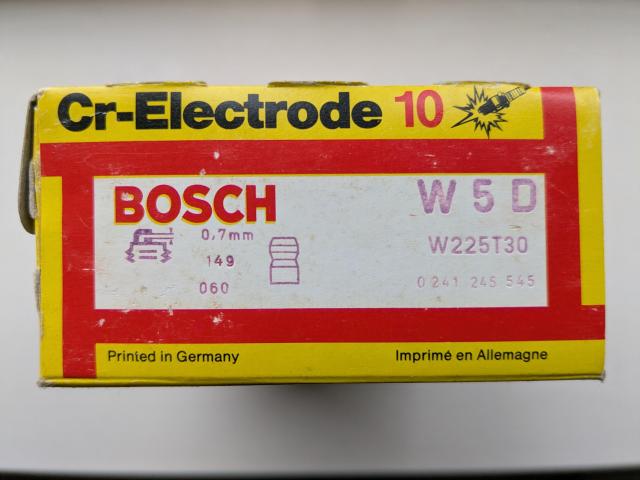 Cr-Electrode 10
BOSCH
W 5 D
0,7mm
W225T30
149
0 241 245 545
060
Printed in Germany
Imprimé en Allemagne